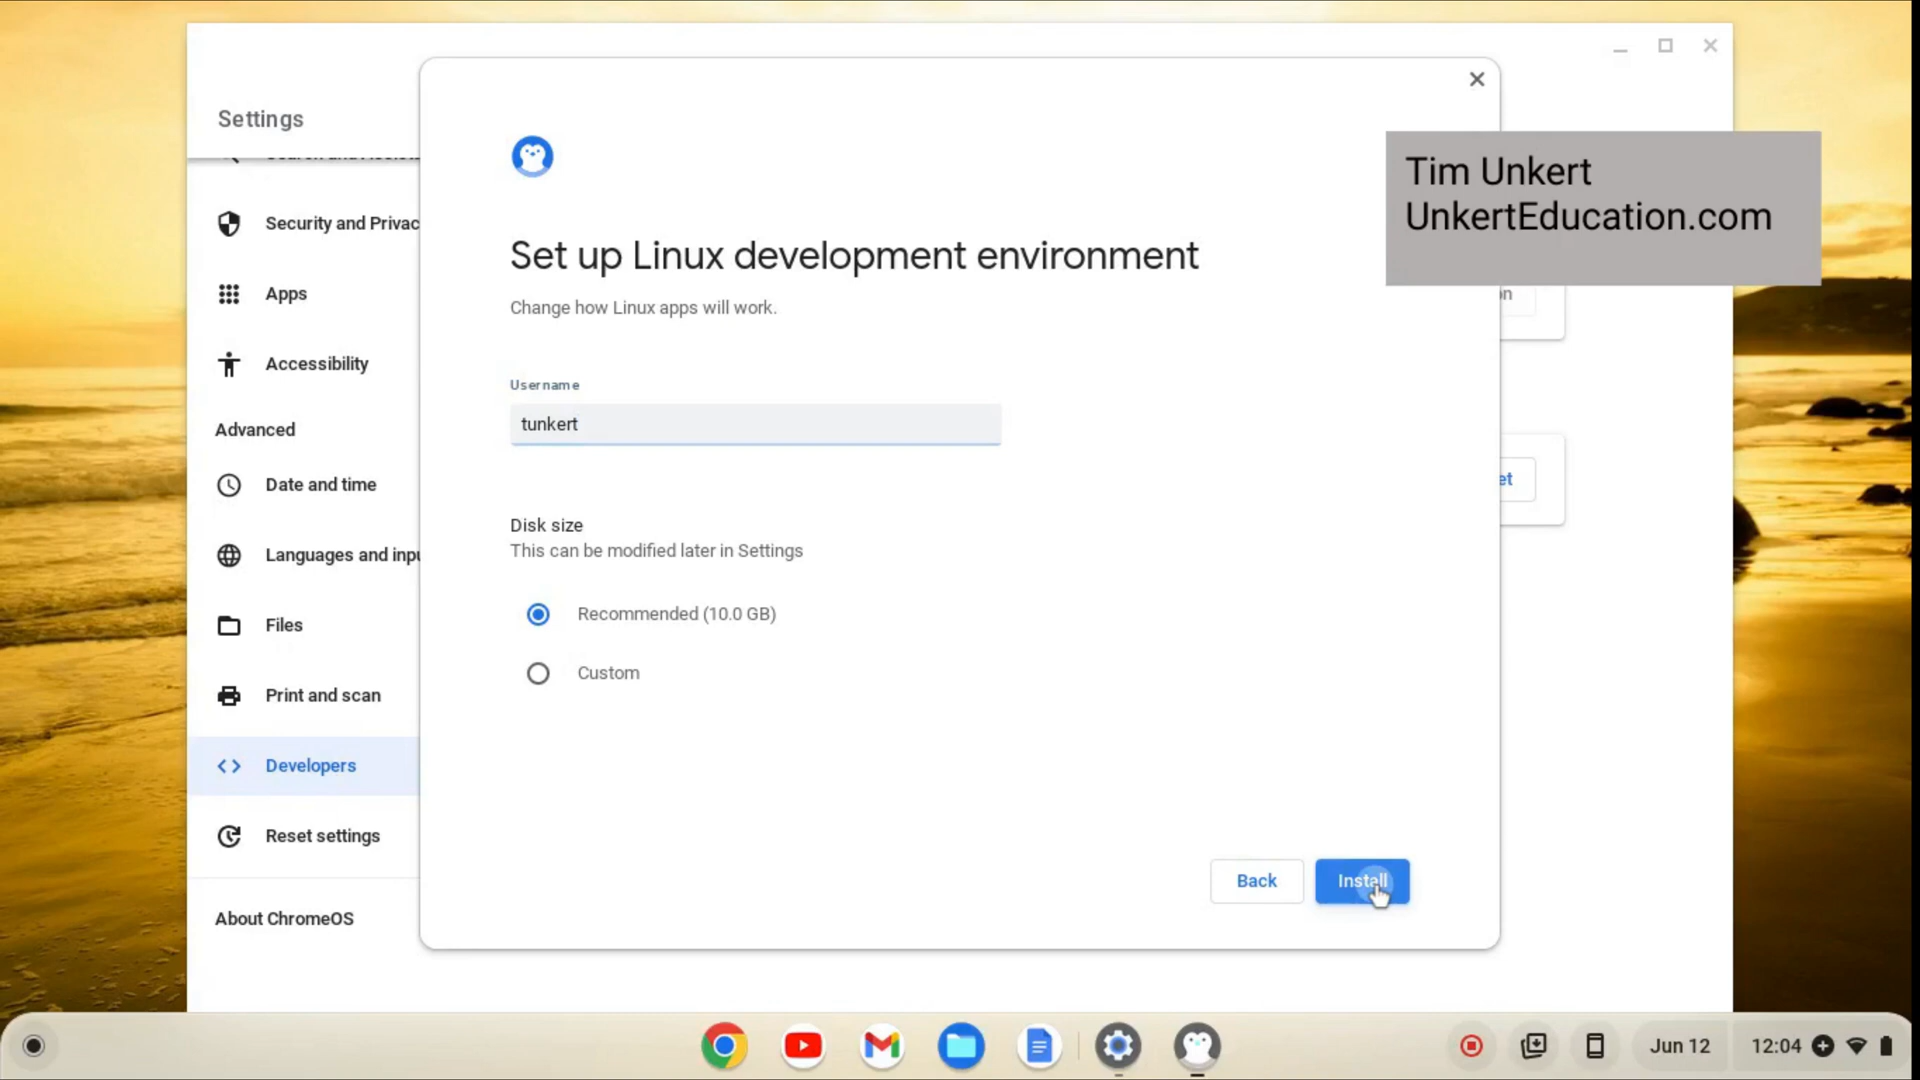 Settings
Security and Privac
Apps
Accessibility
Advanced
Date and time
Languages and inpu
Files
Print and scan
Developers
Reset settings
About ChromeOS
Set up Linux development environment
Change how Linux apps will work.
Username
tunkert
Disk size
This can be modified later in Settings
Recommended (10.0 GB)
Custom
Back
Install
Tim Unkert
UnkertEducation.com
on
et
Jun 12
12:04